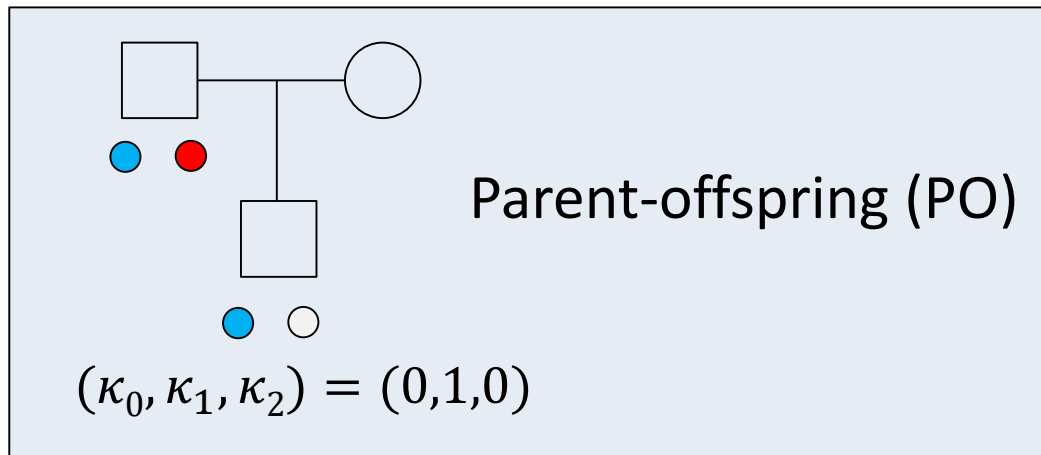 Parent-offspring (PO)
(κ₀, κ₁, κ₂) = (0,1,0)